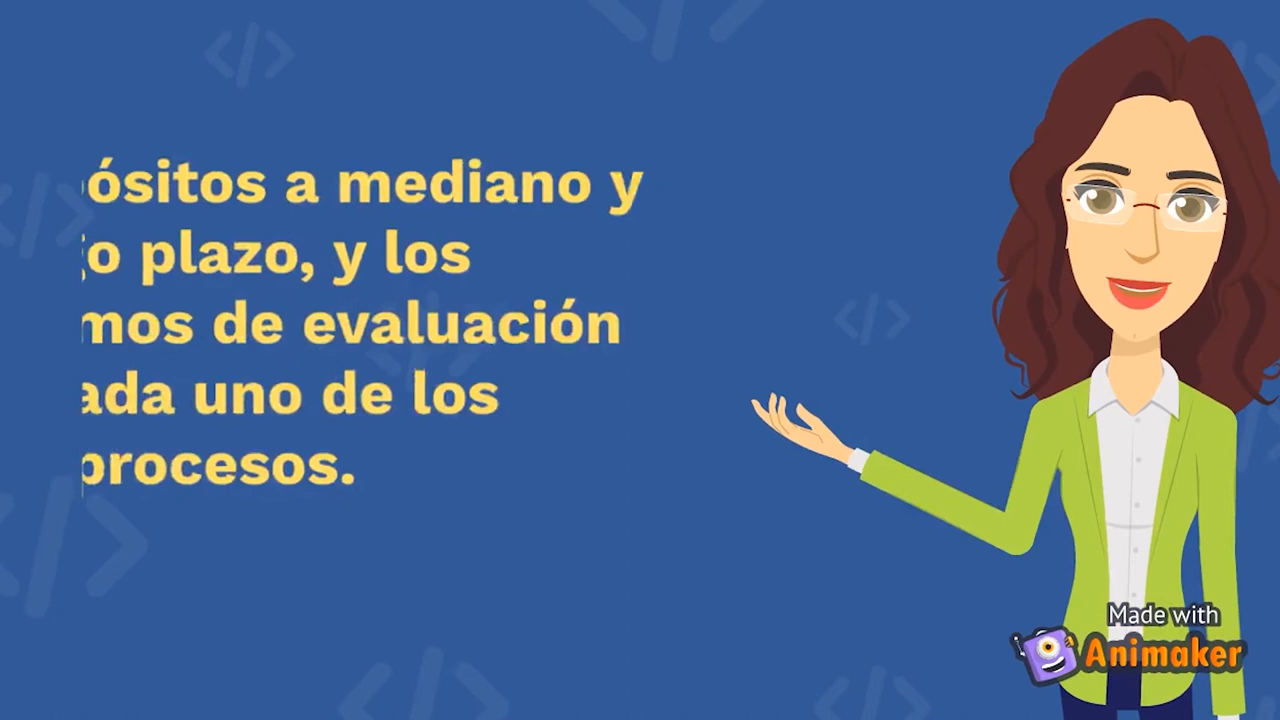 ósitos a mediano y
o plazo, y los
mos de evaluación
ada uno de los
procesos.
Made with
Animaker